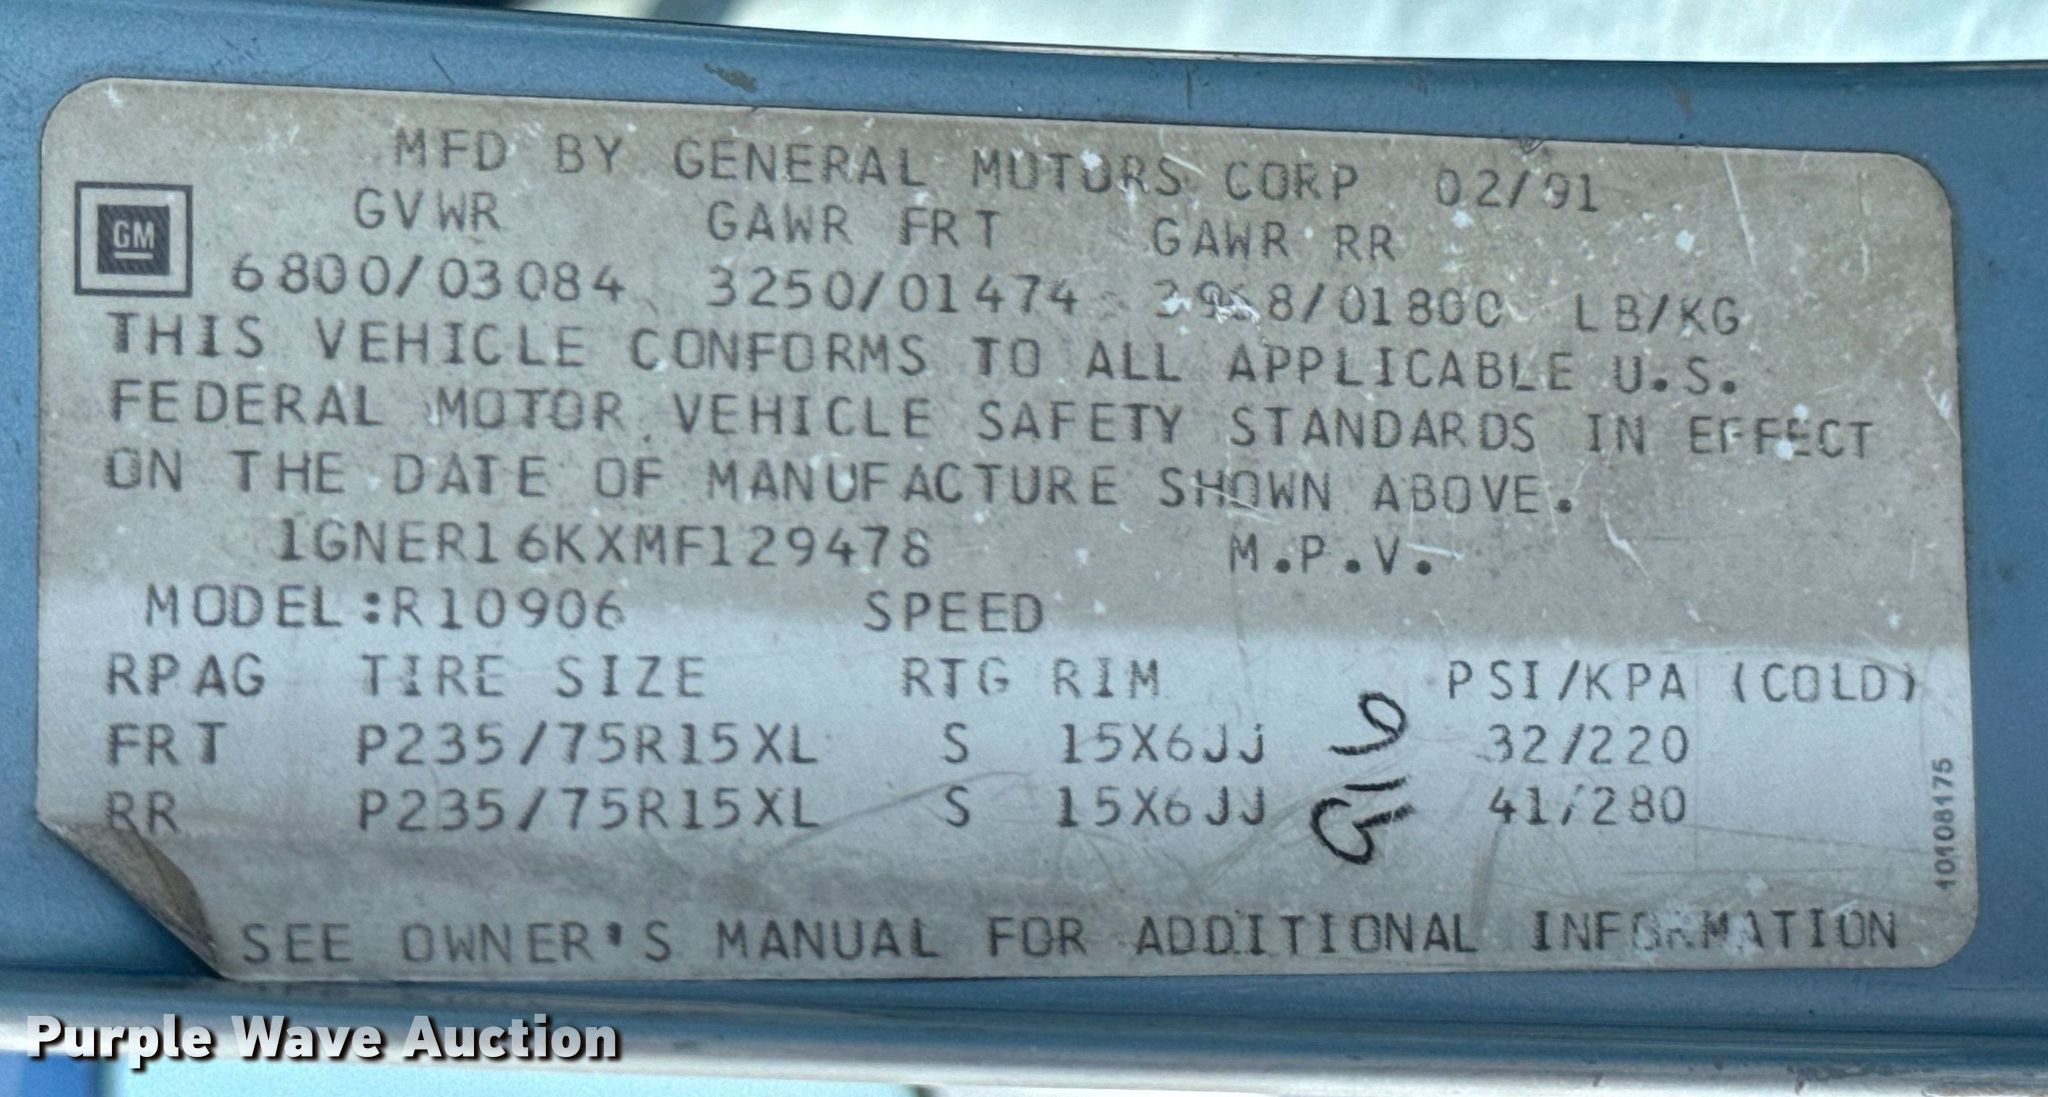 MFD BY GENERAL MOTORS CORP 02/91
GM
GVWR GAWR FRT GAWR RR
6800/03084 3250/01474 3968/01800 LB/KG
THIS VEHICLE CONFORMS TO ALL APPLICABLE U.S.
FEDERAL MOTOR VEHICLE SAFETY STANDARDS IN EFFECT
ON THE DATE OF MANUFACTURE SHOWN ABOVE.
1GNER16KXMF129478 M.P.V.
MODEL:R10906 SPEED
RPAG TIRE SIZE RTG RIM PSI/KPA (COLD)
FRT P235/75R15XL S 15X6JJ 32/220
RR P235/75R15XL S 15X6JJ 41/280
SEE OWNER'S MANUAL FOR ADDITIONAL INFORMATION
10108175
Purple Wave Auction